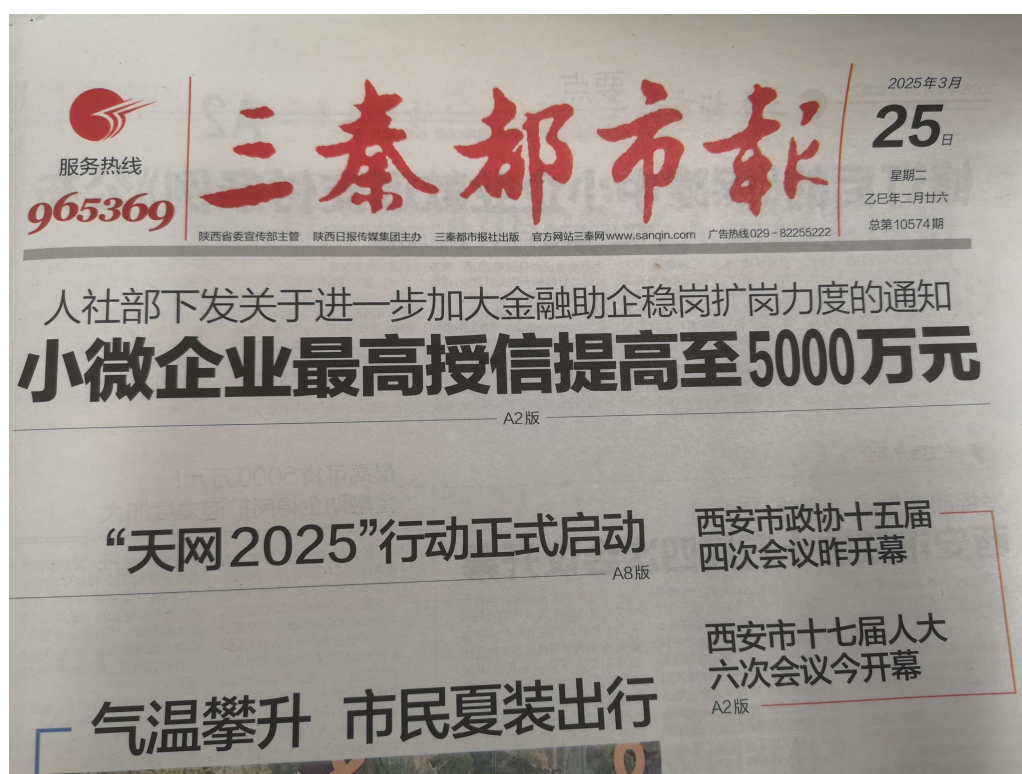 服务热线
965369
三秦都市报
陕西省委宣传部主管 陕西日报传媒集团主办 三秦都市报社出版 官方网站三秦网www.sanqin.com 广告热线029-82255222
2025年3月
25日
星期二
乙巳年二月廿六
总第10574期
人社部下发关于进一步加大金融助企稳岗扩岗力度的通知
小微企业最高授信提高至5000万元
A2版
“天网2025”行动正式启动
A8版
西安市政协十五届
四次会议昨开幕
西安市十七届人大
六次会议今开幕
A2版
气温攀升 市民夏装出行